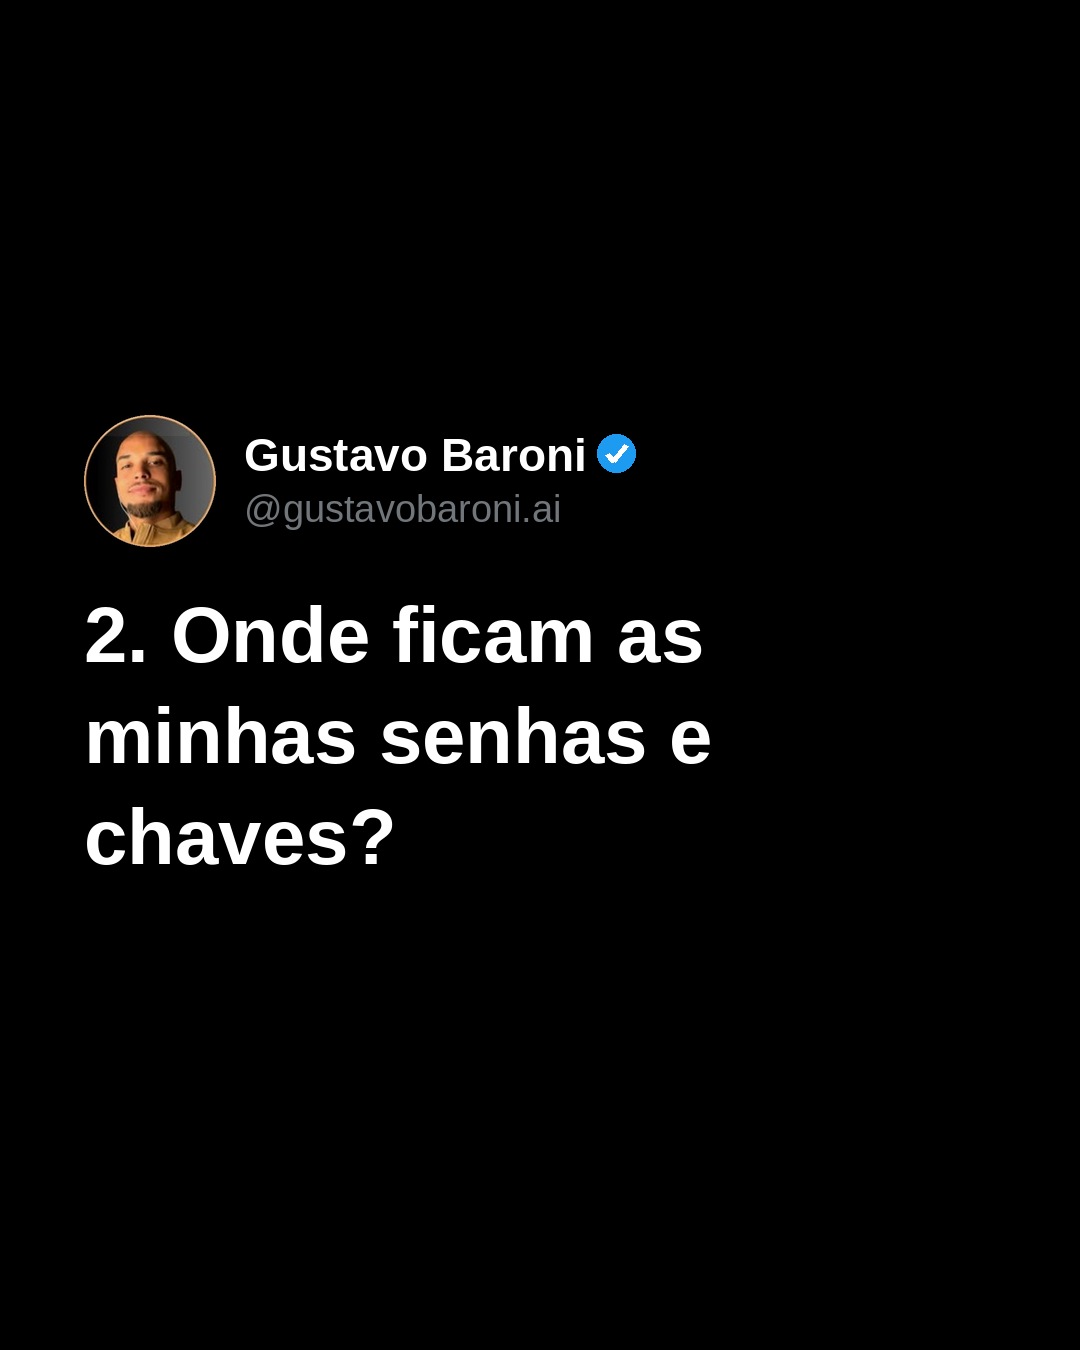 Gustavo Baroni
@gustavobaroni.ai
2. Onde ficam as
minhas senhas e
chaves?